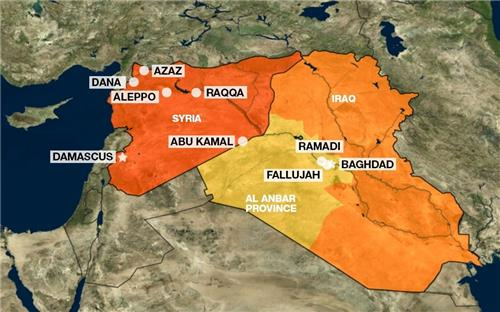 AZAZ
DANA
ALEPPO
RAQQA
IRAQ
SYRIA
ABU KAMAL
RAMADI
DAMASCUS
BAGHDAD
FALLUJAH
AL ANBAR
PROVINCE